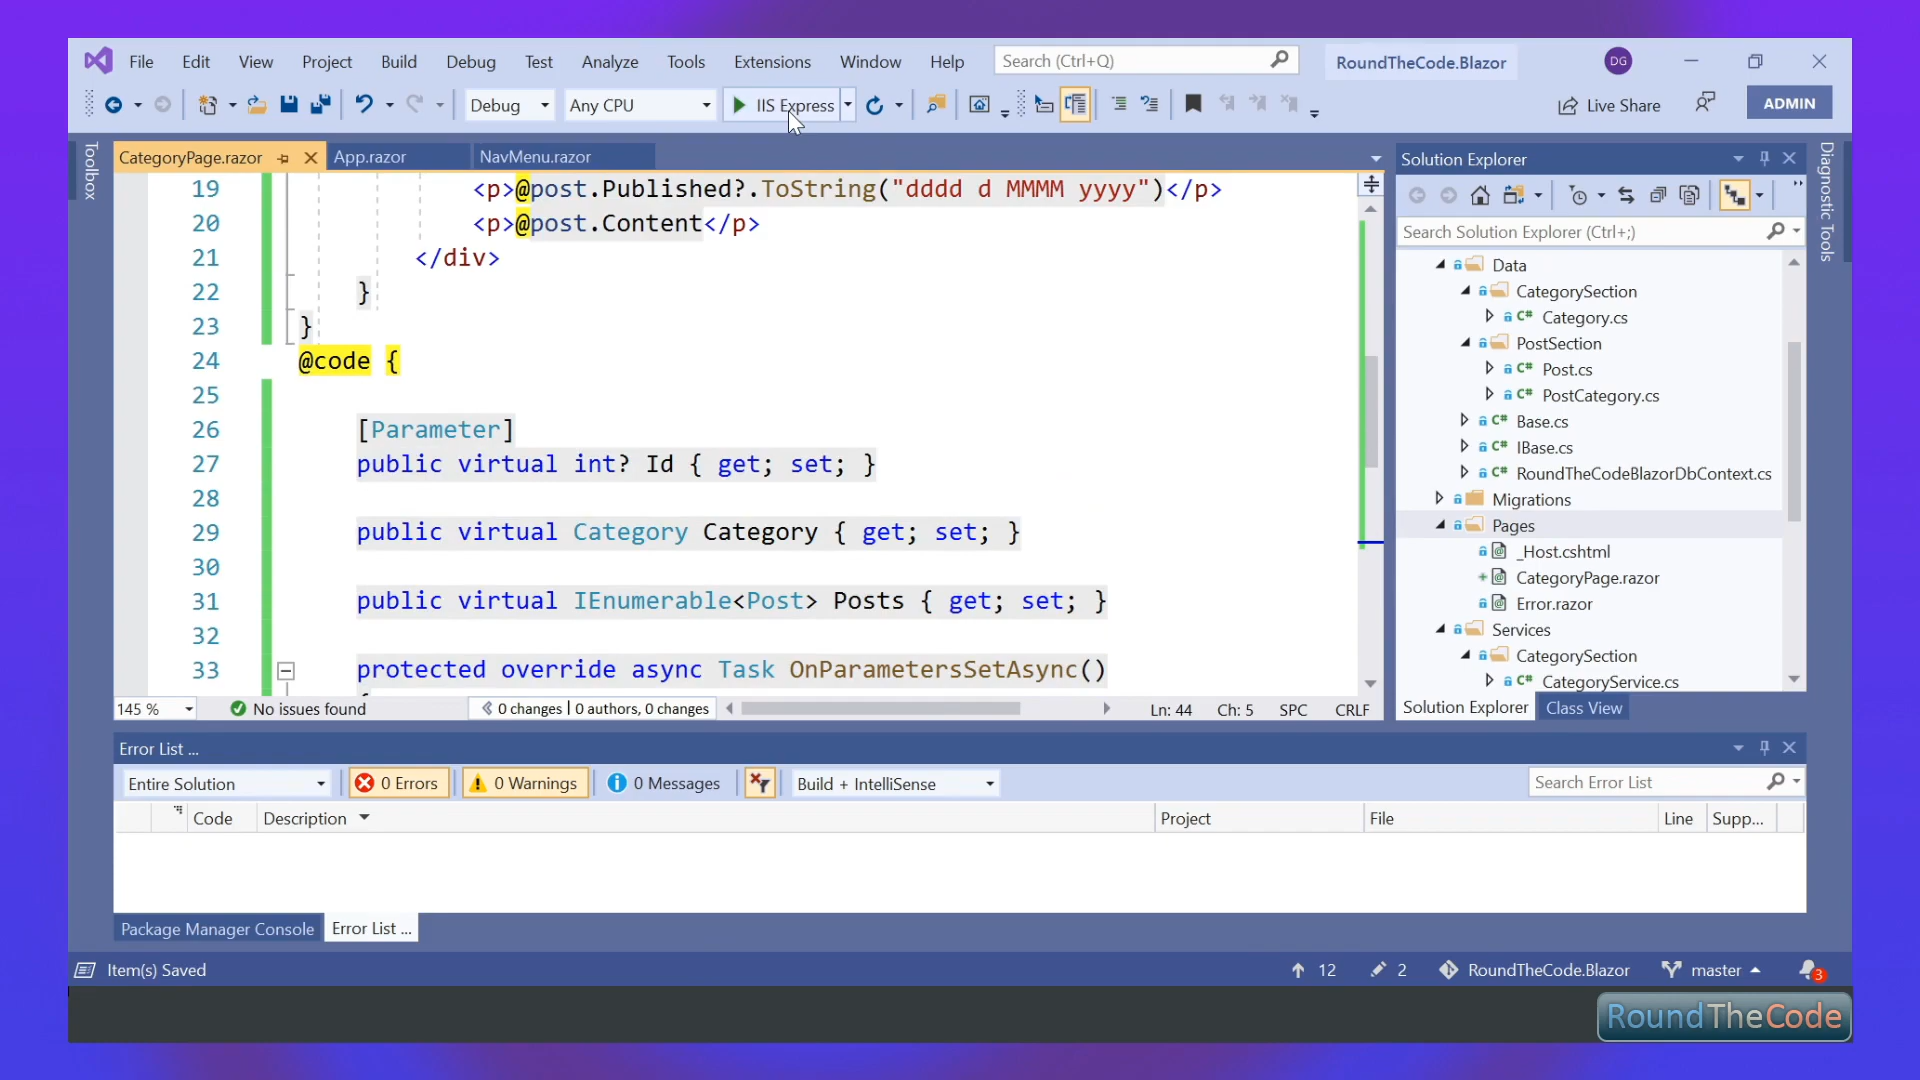 File Edit View Project Build Debug Test Analyze Tools Extensions Window Help Search (Ctrl+Q) RoundTheCode.Blazor DG
Debug Any CPU IIS Express Live Share ADMIN
Toolbox
CategoryPage.razor App.razor NavMenu.razor
19 <p>@post.Published?.ToString("dddd d MMMM yyyy")</p>
20 <p>@post.Content</p>
21 </div>
22 }
23 }
24 @code {
25
26 [Parameter]
27 public virtual int? Id { get; set; }
28
29 public virtual Category Category { get; set; }
30
31 public virtual IEnumerable<Post> Posts { get; set; }
32
33 protected override async Task OnParametersSetAsync()
145 % No issues found 0 changes | 0 authors, 0 changes Ln: 44 Ch: 5 SPC CRLF
Solution Explorer
Search Solution Explorer (Ctrl+;)
Data
CategorySection
C# Category.cs
PostSection
C# Post.cs
C# PostCategory.cs
C# Base.cs
C# IBase.cs
C# RoundTheCodeBlazorDbContext.cs
Migrations
Pages
_Host.cshtml
CategoryPage.razor
Error.razor
Services
CategorySection
C# CategoryService.cs
Solution Explorer Class View
Diagnostic Tools
Error List ...
Entire Solution 0 Errors 0 Warnings 0 Messages Build + IntelliSense Search Error List
Code Description Project File Line Supp...
Package Manager Console Error List ...
Item(s) Saved 12 2 RoundTheCode.Blazor master 3
RoundTheCode